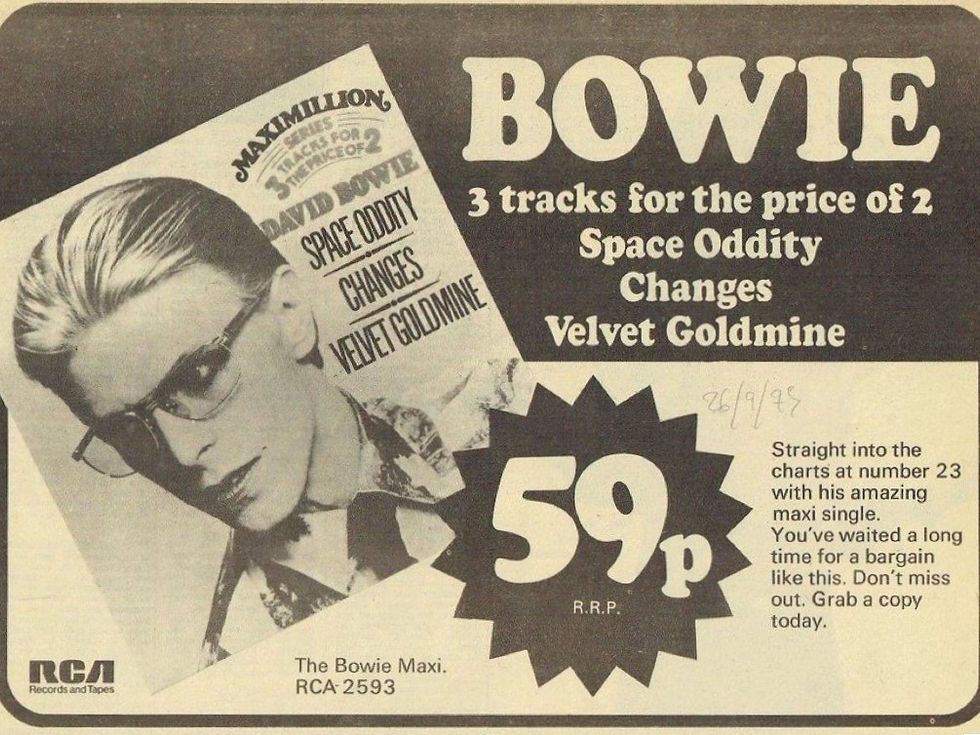 BOWIE
3 tracks for the price of 2
Space Oddity
Changes
Velvet Goldmine
MAXIMILLION
SERIES
3 TRACKS FOR
THE PRICE OF 2
DAVID BOWIE
SPACE ODDITY
CHANGES
VELVET GOLDMINE
26/9/75
59p
R.R.P.
Straight into the
charts at number 23
with his amazing
maxi single.
You've waited a long
time for a bargain
like this. Don't miss
out. Grab a copy
today.
The Bowie Maxi.
RCA-2593
RCA
Records and Tapes